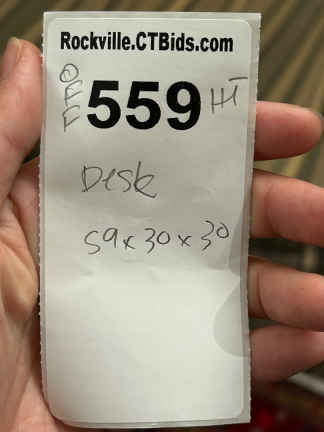 Rockville.CTBids.com
OFF 559 HT
Desk
59x30x30